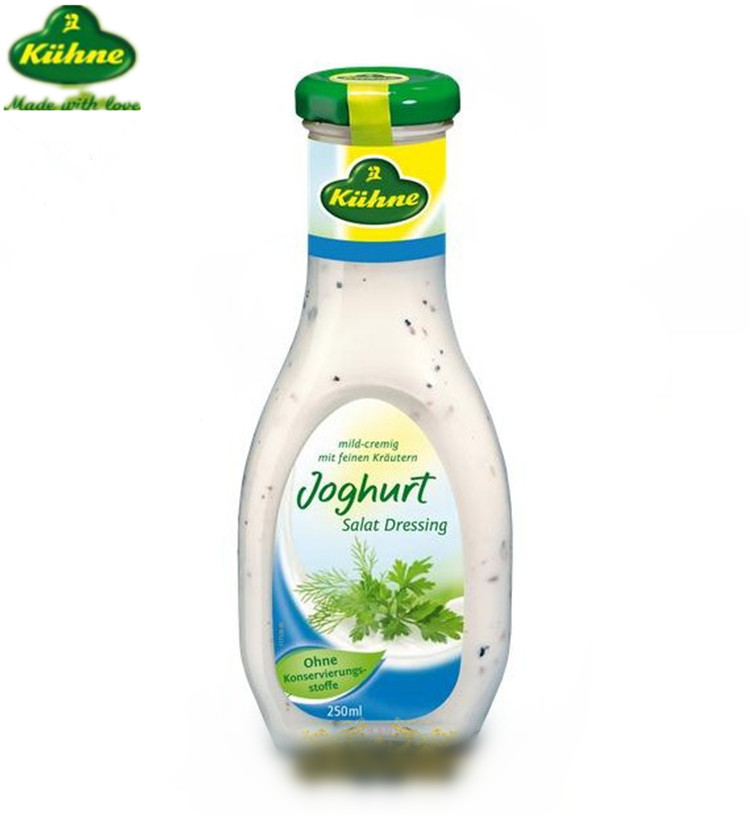 Kühne
Made with love
Kühne
mild-cremig
mit feinen Kräutern
Joghurt
Salat Dressing
Ohne
Konservierungs-
stoffe
250ml